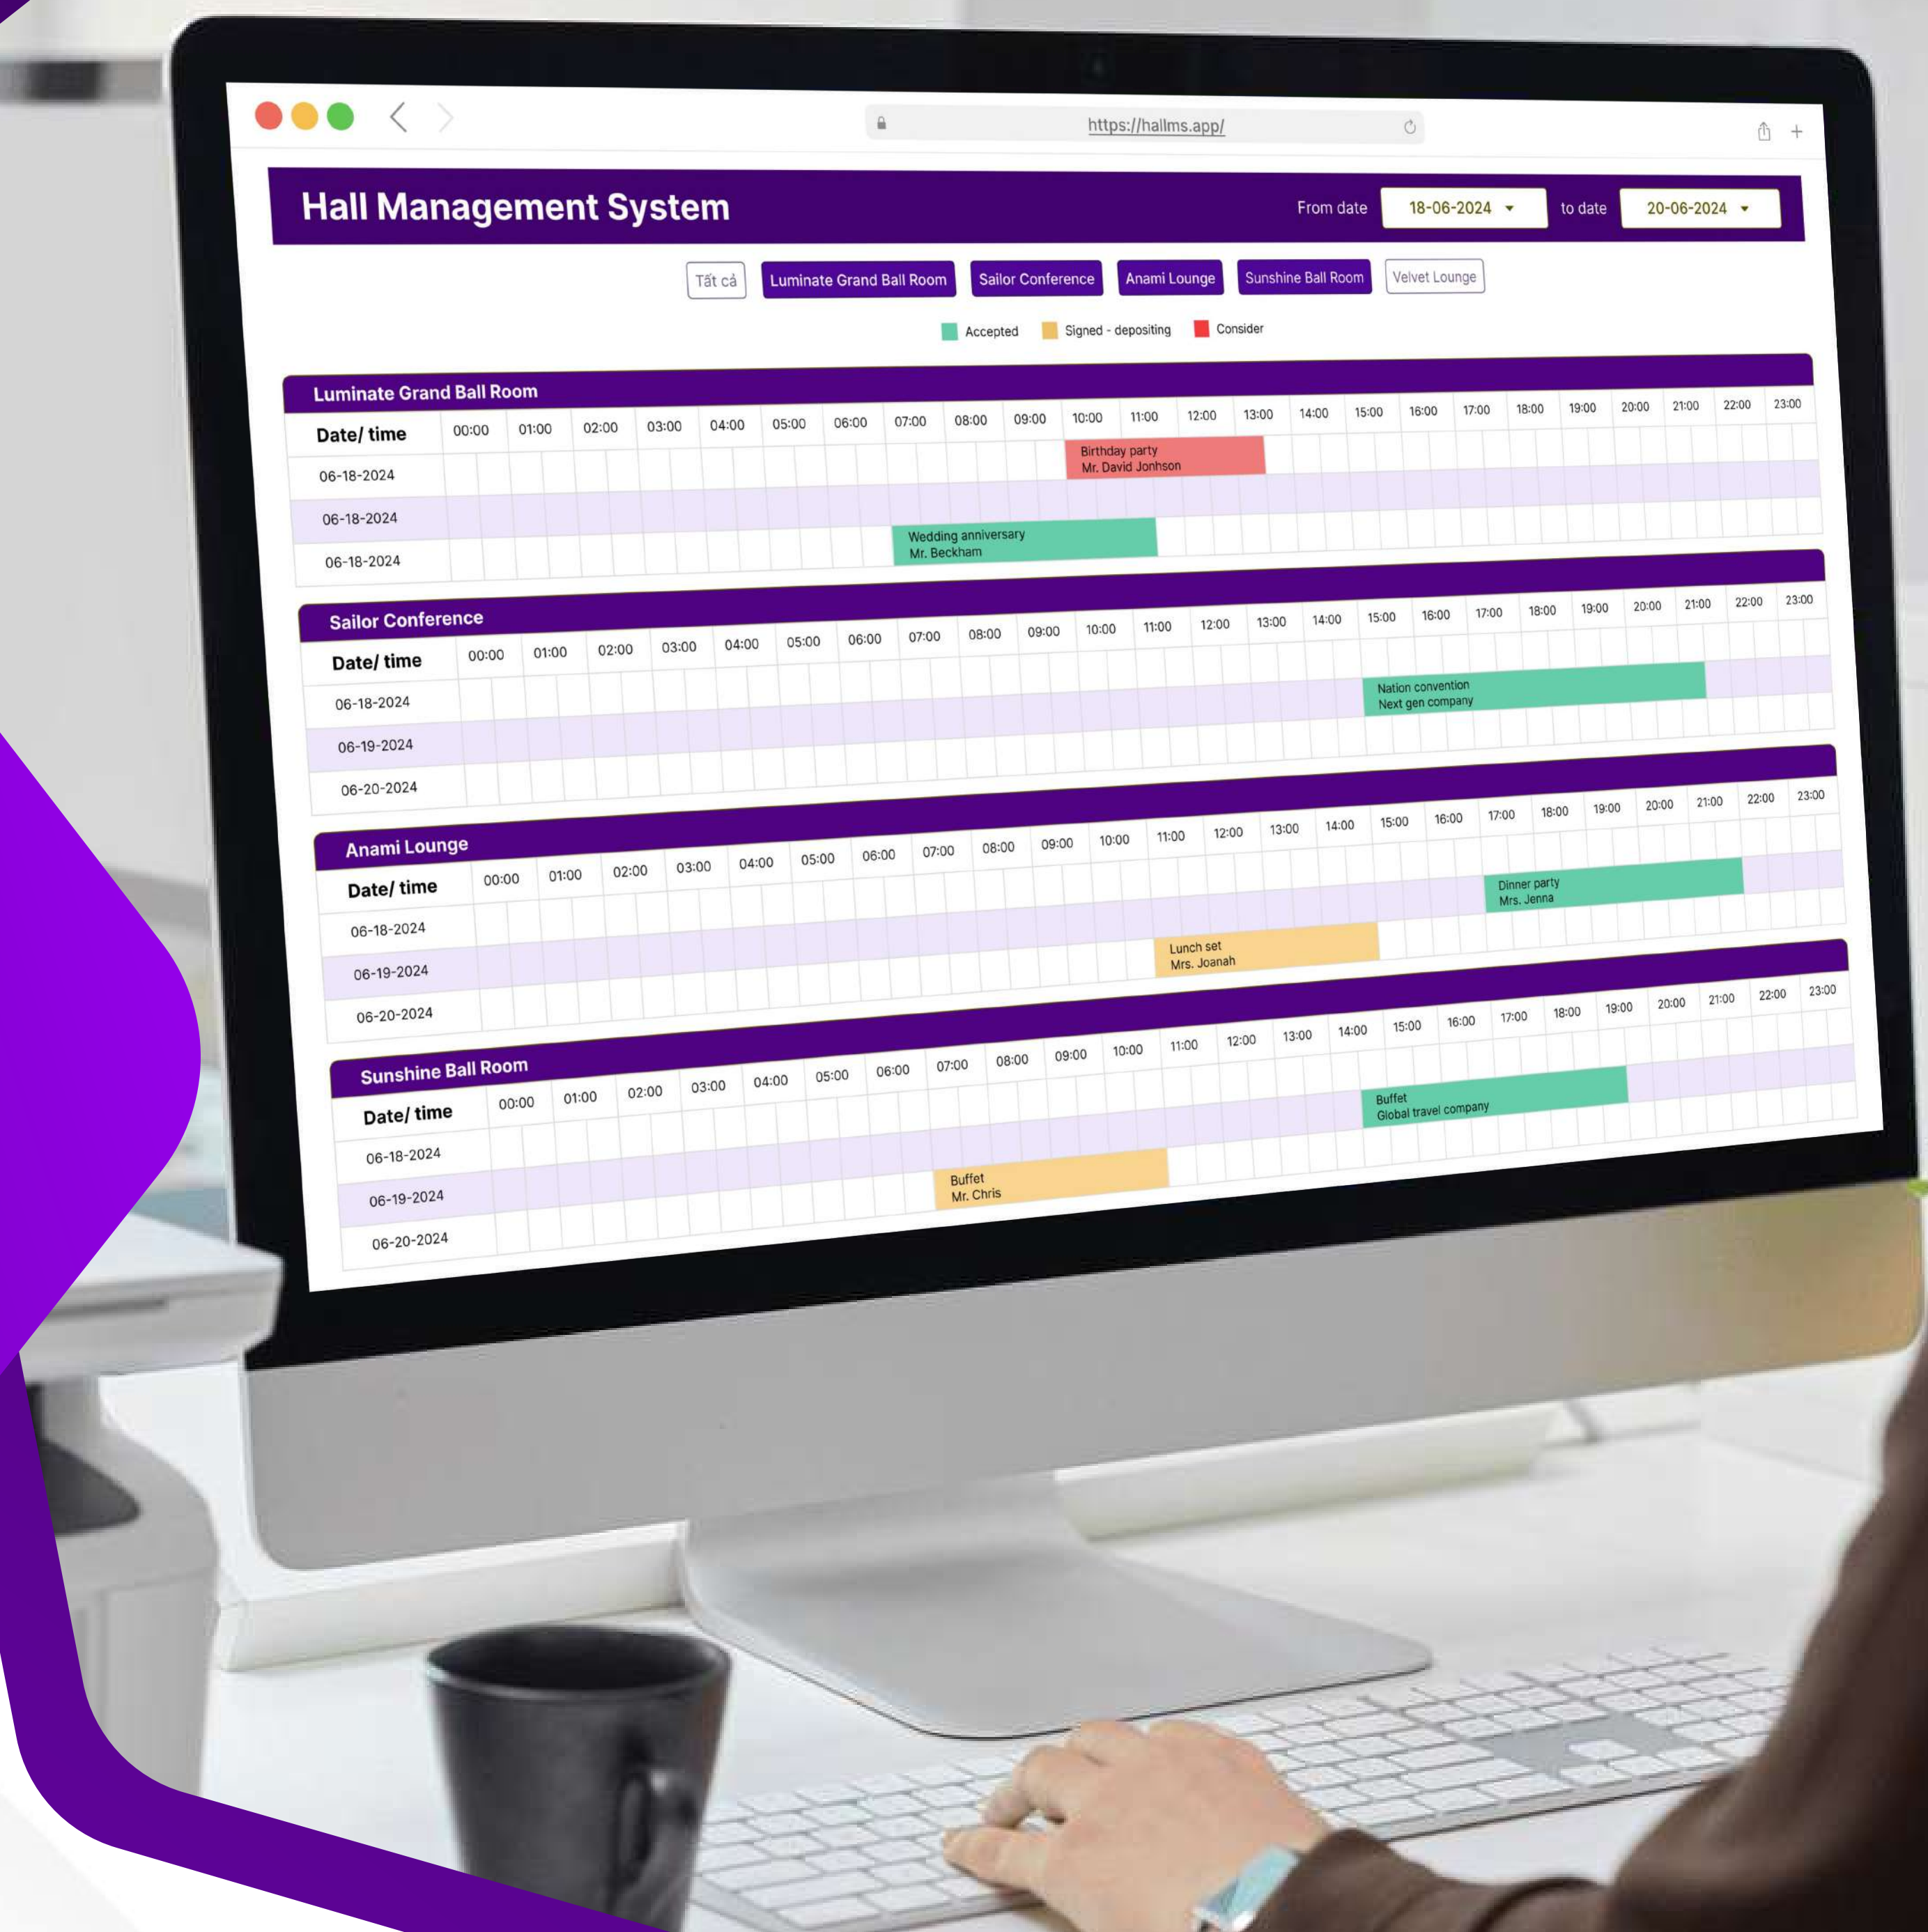 https://hallms.app/
Hall Management System
From date 18-06-2024 to date 20-06-2024
Tất cả Luminate Grand Ball Room Sailor Conference Anami Lounge Sunshine Ball Room Velvet Lounge
Accepted Signed - depositing Consider
Luminate Grand Ball Room
Date/ time 00:00 01:00 02:00 03:00 04:00 05:00 06:00 07:00 08:00 09:00 10:00 11:00 12:00 13:00 14:00 15:00 16:00 17:00 18:00 19:00 20:00 21:00 22:00 23:00
06-18-2024
Birthday party
Mr. David Jonhson
06-18-2024
06-18-2024
Wedding anniversary
Mr. Beckham
Sailor Conference
Date/ time 00:00 01:00 02:00 03:00 04:00 05:00 06:00 07:00 08:00 09:00 10:00 11:00 12:00 13:00 14:00 15:00 16:00 17:00 18:00 19:00 20:00 21:00 22:00 23:00
06-18-2024
06-19-2024
Nation convention
Next gen company
06-20-2024
Anami Lounge
Date/ time 00:00 01:00 02:00 03:00 04:00 05:00 06:00 07:00 08:00 09:00 10:00 11:00 12:00 13:00 14:00 15:00 16:00 17:00 18:00 19:00 20:00 21:00 22:00 23:00
06-18-2024
06-19-2024
Dinner party
Mrs. Jenna
06-20-2024
Lunch set
Mrs. Joanah
Sunshine Ball Room
Date/ time 00:00 01:00 02:00 03:00 04:00 05:00 06:00 07:00 08:00 09:00 10:00 11:00 12:00 13:00 14:00 15:00 16:00 17:00 18:00 19:00 20:00 21:00 22:00 23:00
06-18-2024
06-19-2024
Buffet
Global travel company
06-20-2024
Buffet
Mr. Chris